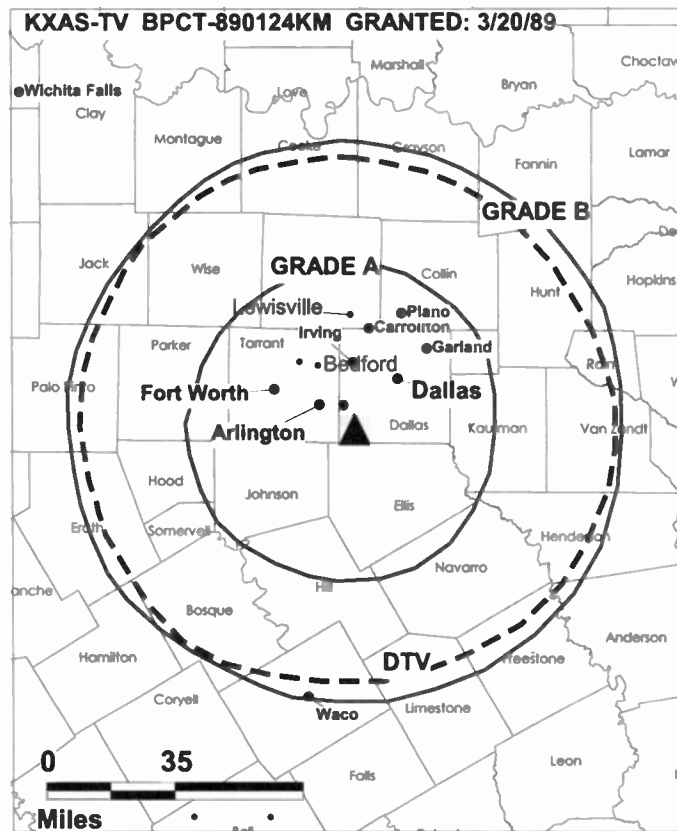 KXAS-TV BPCT-890124KM GRANTED: 3/20/89
Marshall
Choctaw
Love
Bryan
Wichita Falls
Clay
Montague
Cooke
Grayson
Fannin
Lamar
GRADE B
Jack
Wise
GRADE A
Collin
Hunt
Hopkins
Lewisville
Plano
Carrollton
Irving
Parker
Tarrant
Garland
Bedford
Rains
Palo Pinto
Fort Worth
Dallas
Arlington
Dallas
Kaufman
Van Zandt
Hood
Johnson
Ellis
Erath
Somervell
Henderson
Navarro
anche
Hill
Bosque
Anderson
Hamilton
DTV
Freestone
Coryell
Waco
Limestone
0 35
Falls
Leon
Miles